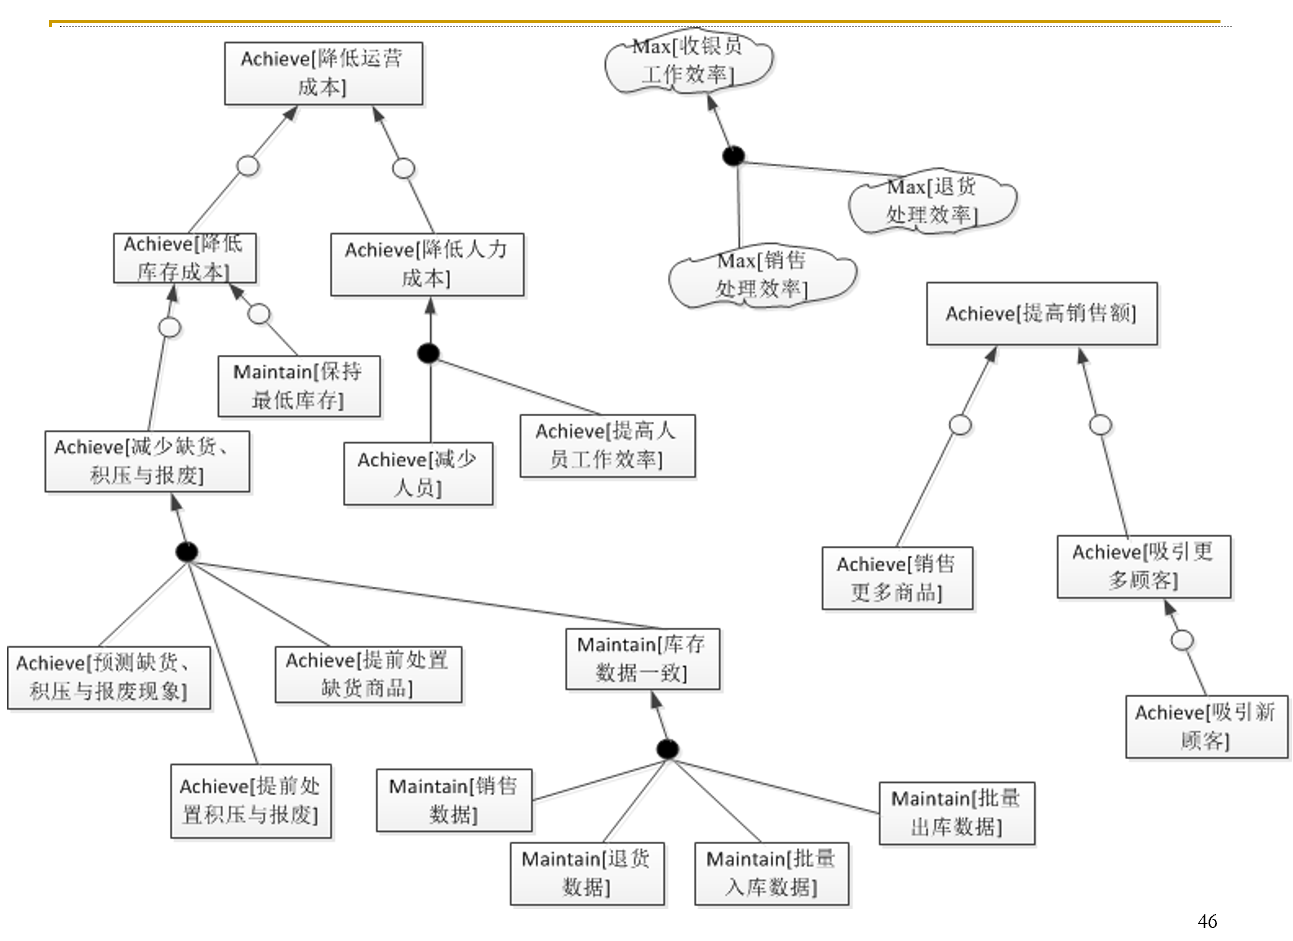 Achieve[降低运营
成本]
Max[收银员
工作效率]
Max[退货
处理效率]
Achieve[降低
库存成本]
Achieve[降低人力
成本]
Max[销售
处理效率]
Achieve[提高销售额]
Maintain[保持
最低库存]
Achieve[减少缺货、
积压与报废]
Achieve[减少
人员]
Achieve[提高人
员工作效率]
Achieve[销售
更多商品]
Achieve[吸引更
多顾客]
Achieve[预测缺货、
积压与报废现象]
Achieve[提前处置
缺货商品]
Maintain[库存
数据一致]
Achieve[吸引新
顾客]
Achieve[提前处
置积压与报废]
Maintain[销售
数据]
Maintain[批量
出库数据]
Maintain[退货
数据]
Maintain[批量
入库数据]
46